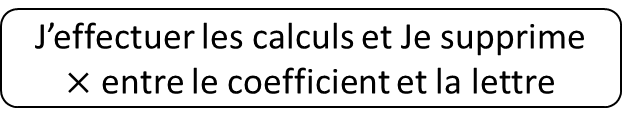 J'effectuer les calculs et Je supprime
× entre le coefficient et la lettre